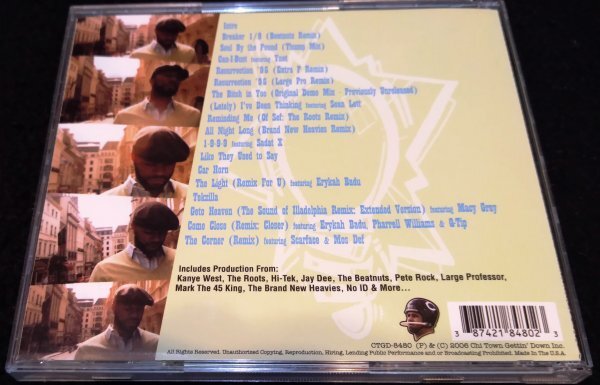 Intro
Breaker 1/9 (Beatnuts Remix)
Soul By the Pound (Thump Mix)
Can-I-Bust featuring Tust
Resurrection '95 (Extra P Remix)
Resurrection '95 (Large Pro Remix)
The Bitch in Yoo (Original Demo Mix - Previously Unreleased)
(Lately) I've Been Thinking featuring Sean Lett
Reminding Me (Of Sef: The Roots Remix)
All Night Long (Brand New Heavies Remix)
1-9-9-9 featuring Sadat X
Like They Used to Say
Car Horn
The Light (Remix For U) featuring Erykah Badu
Tekzilla
Geto Heaven (The Sound of Illadelphia Remix: Extended Version) featuring Macy Gray
Come Close (Remix: Closer) featuring Erykah Badu, Pharrell Williams & Q-Tip
The Corner (Remix) featuring Scarface & Mos Def
Includes Production From:
Kanye West, The Roots, Hi-Tek, Jay Dee, The Beatnuts, Pete Rock, Large Professor,
Mark The 45 King, The Brand New Heavies, No ID & More...
3 87421 84802 3
CTGD-8480 (P) & (C) 2006 Chi Town Gettin' Down Inc.
All Rights Reserved. Unauthorized Copying, Reproduction, Hiring, Lending Public Performance and or Broadcasting Prohibited. Made In The U.S.A.